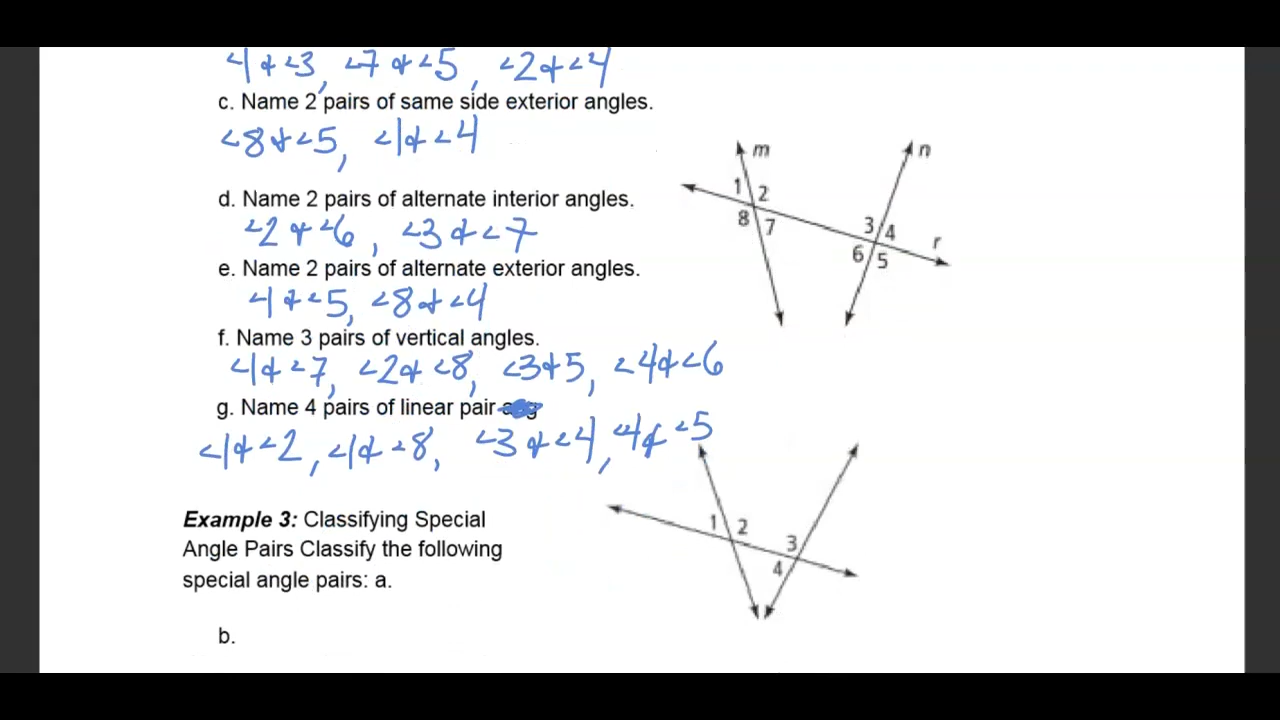 ∠1 & ∠3, ∠7 & ∠5, ∠2 & ∠4
c. Name 2 pairs of same side exterior angles.
∠8 & ∠5, ∠1 & ∠4
m
n
d. Name 2 pairs of alternate interior angles.
1 2
∠2 & ∠6, ∠3 & ∠7
8 7
3 4
r
6 5
e. Name 2 pairs of alternate exterior angles.
∠1 & ∠5, ∠8 & ∠4
f. Name 3 pairs of vertical angles.
∠1 & ∠7, ∠2 & ∠8, ∠3 & 5, ∠4 & ∠6
g. Name 4 pairs of linear pair
∠1 & ∠2, ∠1 & ∠8, ∠3 & ∠4, ∠4 & ∠5
Example 3: Classifying Special
Angle Pairs Classify the following
special angle pairs: a.
1 2
3
4
b.